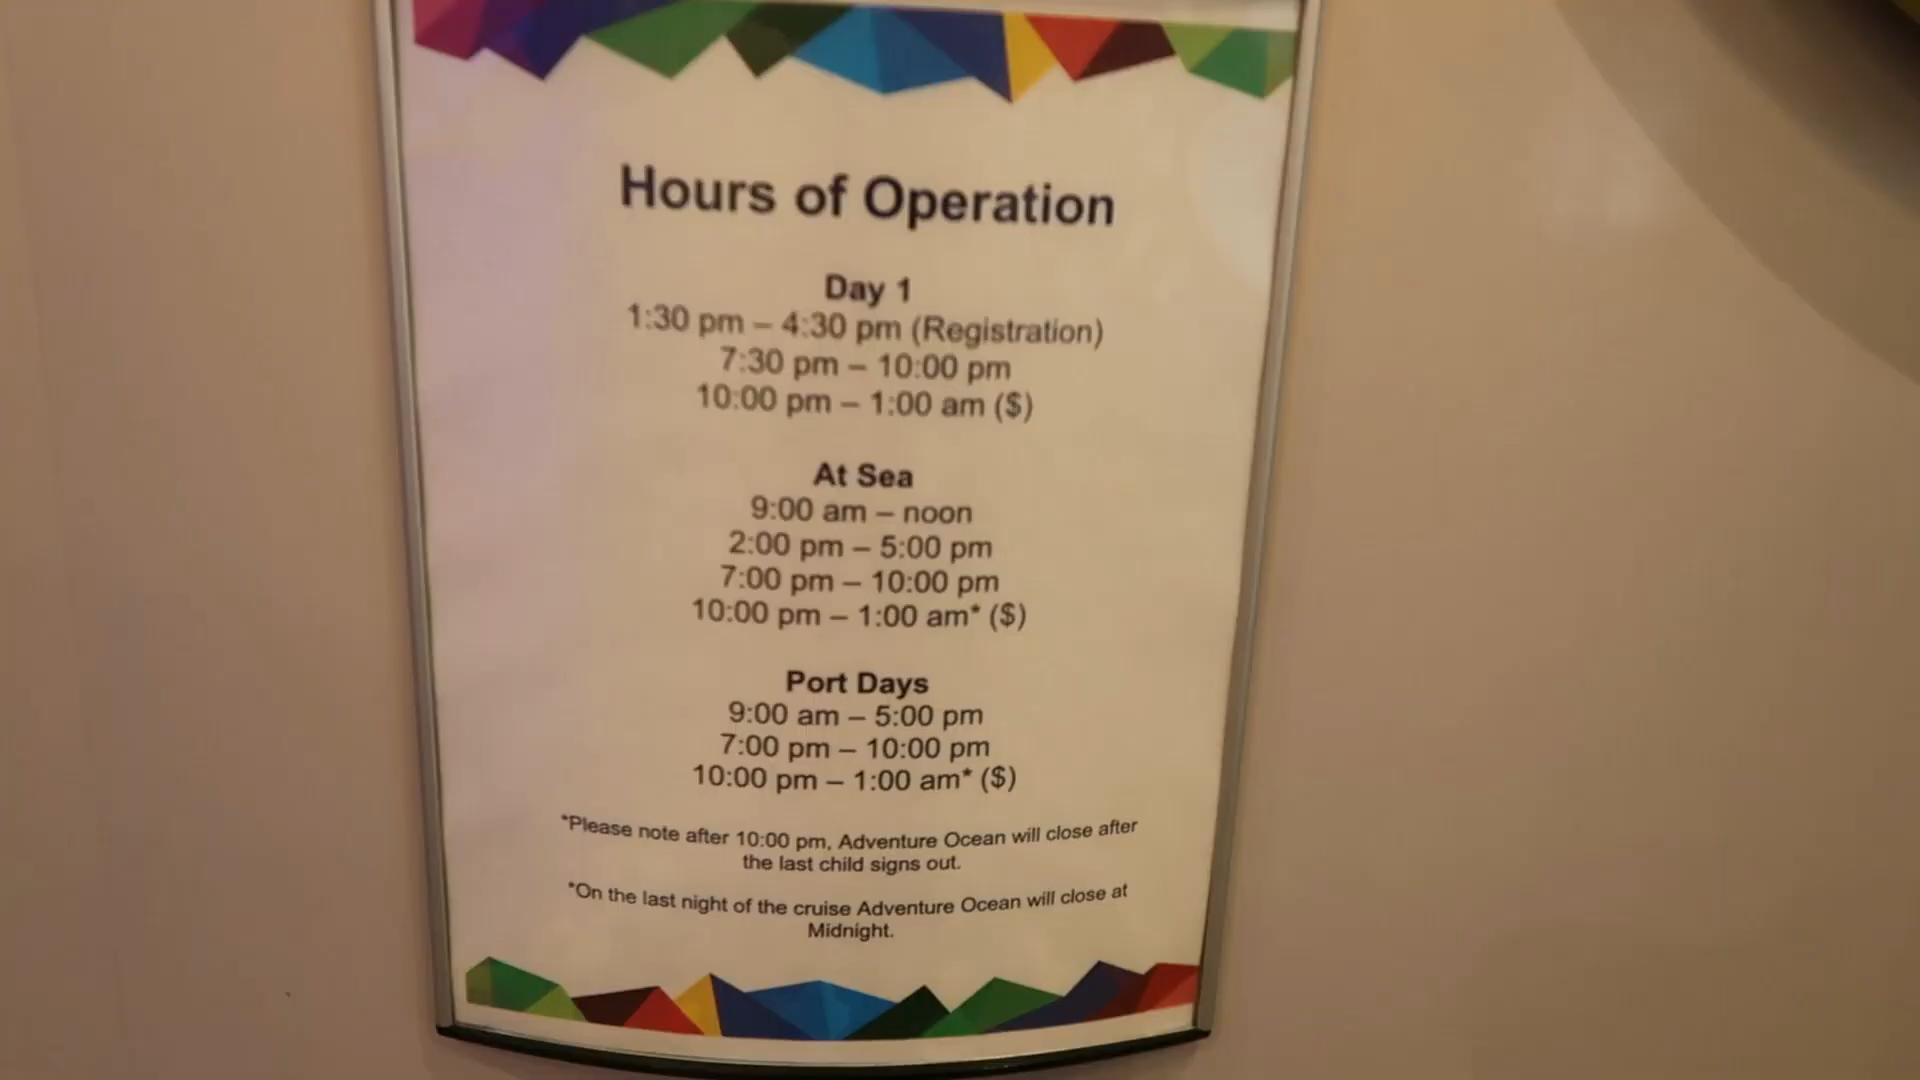 Hours of Operation
Day 1
1:30 pm – 4:30 pm (Registration)
7:30 pm – 10:00 pm
10:00 pm – 1:00 am ($)
At Sea
9:00 am – noon
2:00 pm – 5:00 pm
7:00 pm – 10:00 pm
10:00 pm – 1:00 am* ($)
Port Days
9:00 am – 5:00 pm
7:00 pm – 10:00 pm
10:00 pm – 1:00 am* ($)
*Please note after 10:00 pm, Adventure Ocean will close after
the last child signs out.
*On the last night of the cruise Adventure Ocean will close at
Midnight.